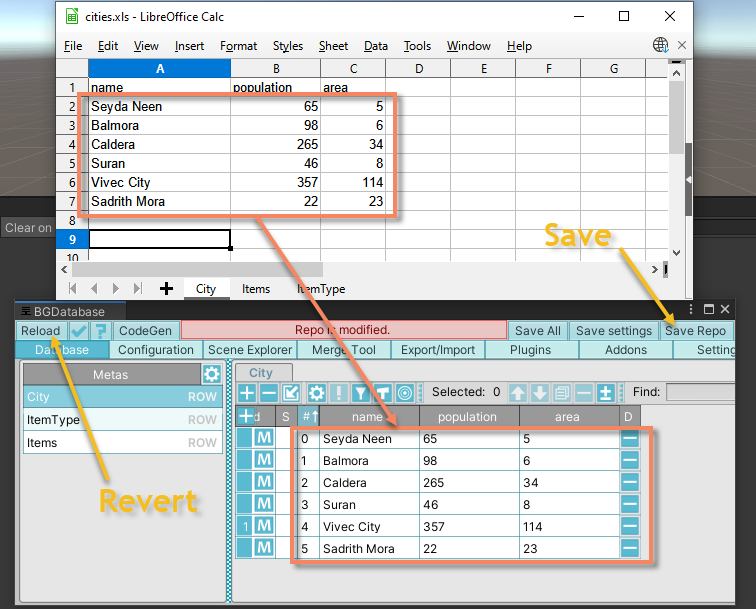 cities.xls - LibreOffice Calc
File Edit View Insert Format Styles Sheet Data Tools Window Help
A B C D E F G
1 name population area
2 Seyda Neen 65 5
3 Balmora 98 6
4 Caldera 265 34
5 Suran 46 8
6 Vivec City 357 114
7 Sadrith Mora 22 23
8
9
10
Clear on
Save
City Items ItemType
BGDatabase
Reload ? CodeGen Repo is modified. Save All Save settings Save Repo
Database Configuration Scene Explorer Merge Tool Export/Import Plugins Addons Setting
Metas
City ROW
ItemType ROW
Items ROW
Revert
City
Selected: 0 Find:
d S # name population area D
M 0 Seyda Neen 65 5
M 1 Balmora 98 6
M 2 Caldera 265 34
M 3 Suran 46 8
1 M 4 Vivec City 357 114
M 5 Sadrith Mora 22 23